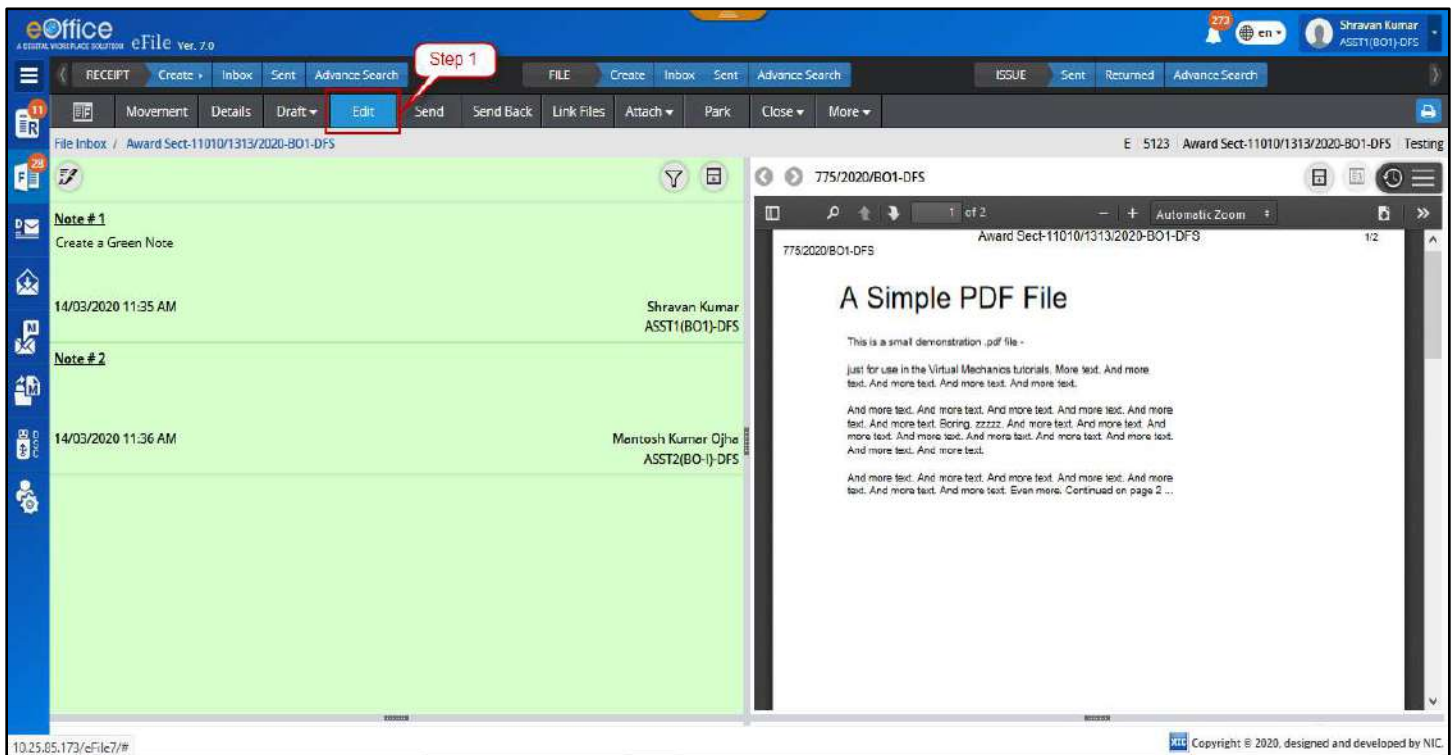 eOffice
A DIGITAL WORKPLACE SOLUTION eFile Ver. 7.0
273
en
Shravan Kumar
ASST1(BO1)-DFS
Step 1
RECEIPT Create Inbox Sent Advance Search FILE Create Inbox Sent Advance Search ISSUE Sent Returned Advance Search
Movement Details Draft Edit Send Send Back Link Files Attach Park Close More
11
R
File Inbox / Award Sect-11010/1313/2020-BO1-DFS E 5123 Award Sect-11010/1313/2020-BO1-DFS Testing
28
F
775/2020/BO1-DFS
D
Note # 1
Create a Green Note
14/03/2020 11:35 AM Shravan Kumar
ASST1(BO1)-DFS
N
Note # 2
M
14/03/2020 11:36 AM Mantosh Kumar Ojha
ASST2(BO-I)-DFS
DSC
1 of 2 Automatic Zoom
Award Sect-11010/1313/2020-BO1-DFS 1/2
775/2020/BO1-DFS
A Simple PDF File
This is a small demonstration .pdf file -
just for use in the Virtual Mechanics tutorials. More text. And more
text. And more text. And more text. And more text.
And more text. And more text. And more text. And more text. And more
text. And more text. Boring, zzzzz. And more text. And more text. And
more text. And more text. And more text. And more text. And more text.
And more text. And more text.
And more text. And more text. And more text. And more text. And more
text. And more text. And more text. Even more. Continued on page 2 ...
10.25.85.173/eFile7/#
NIC Copyright © 2020, designed and developed by NIC